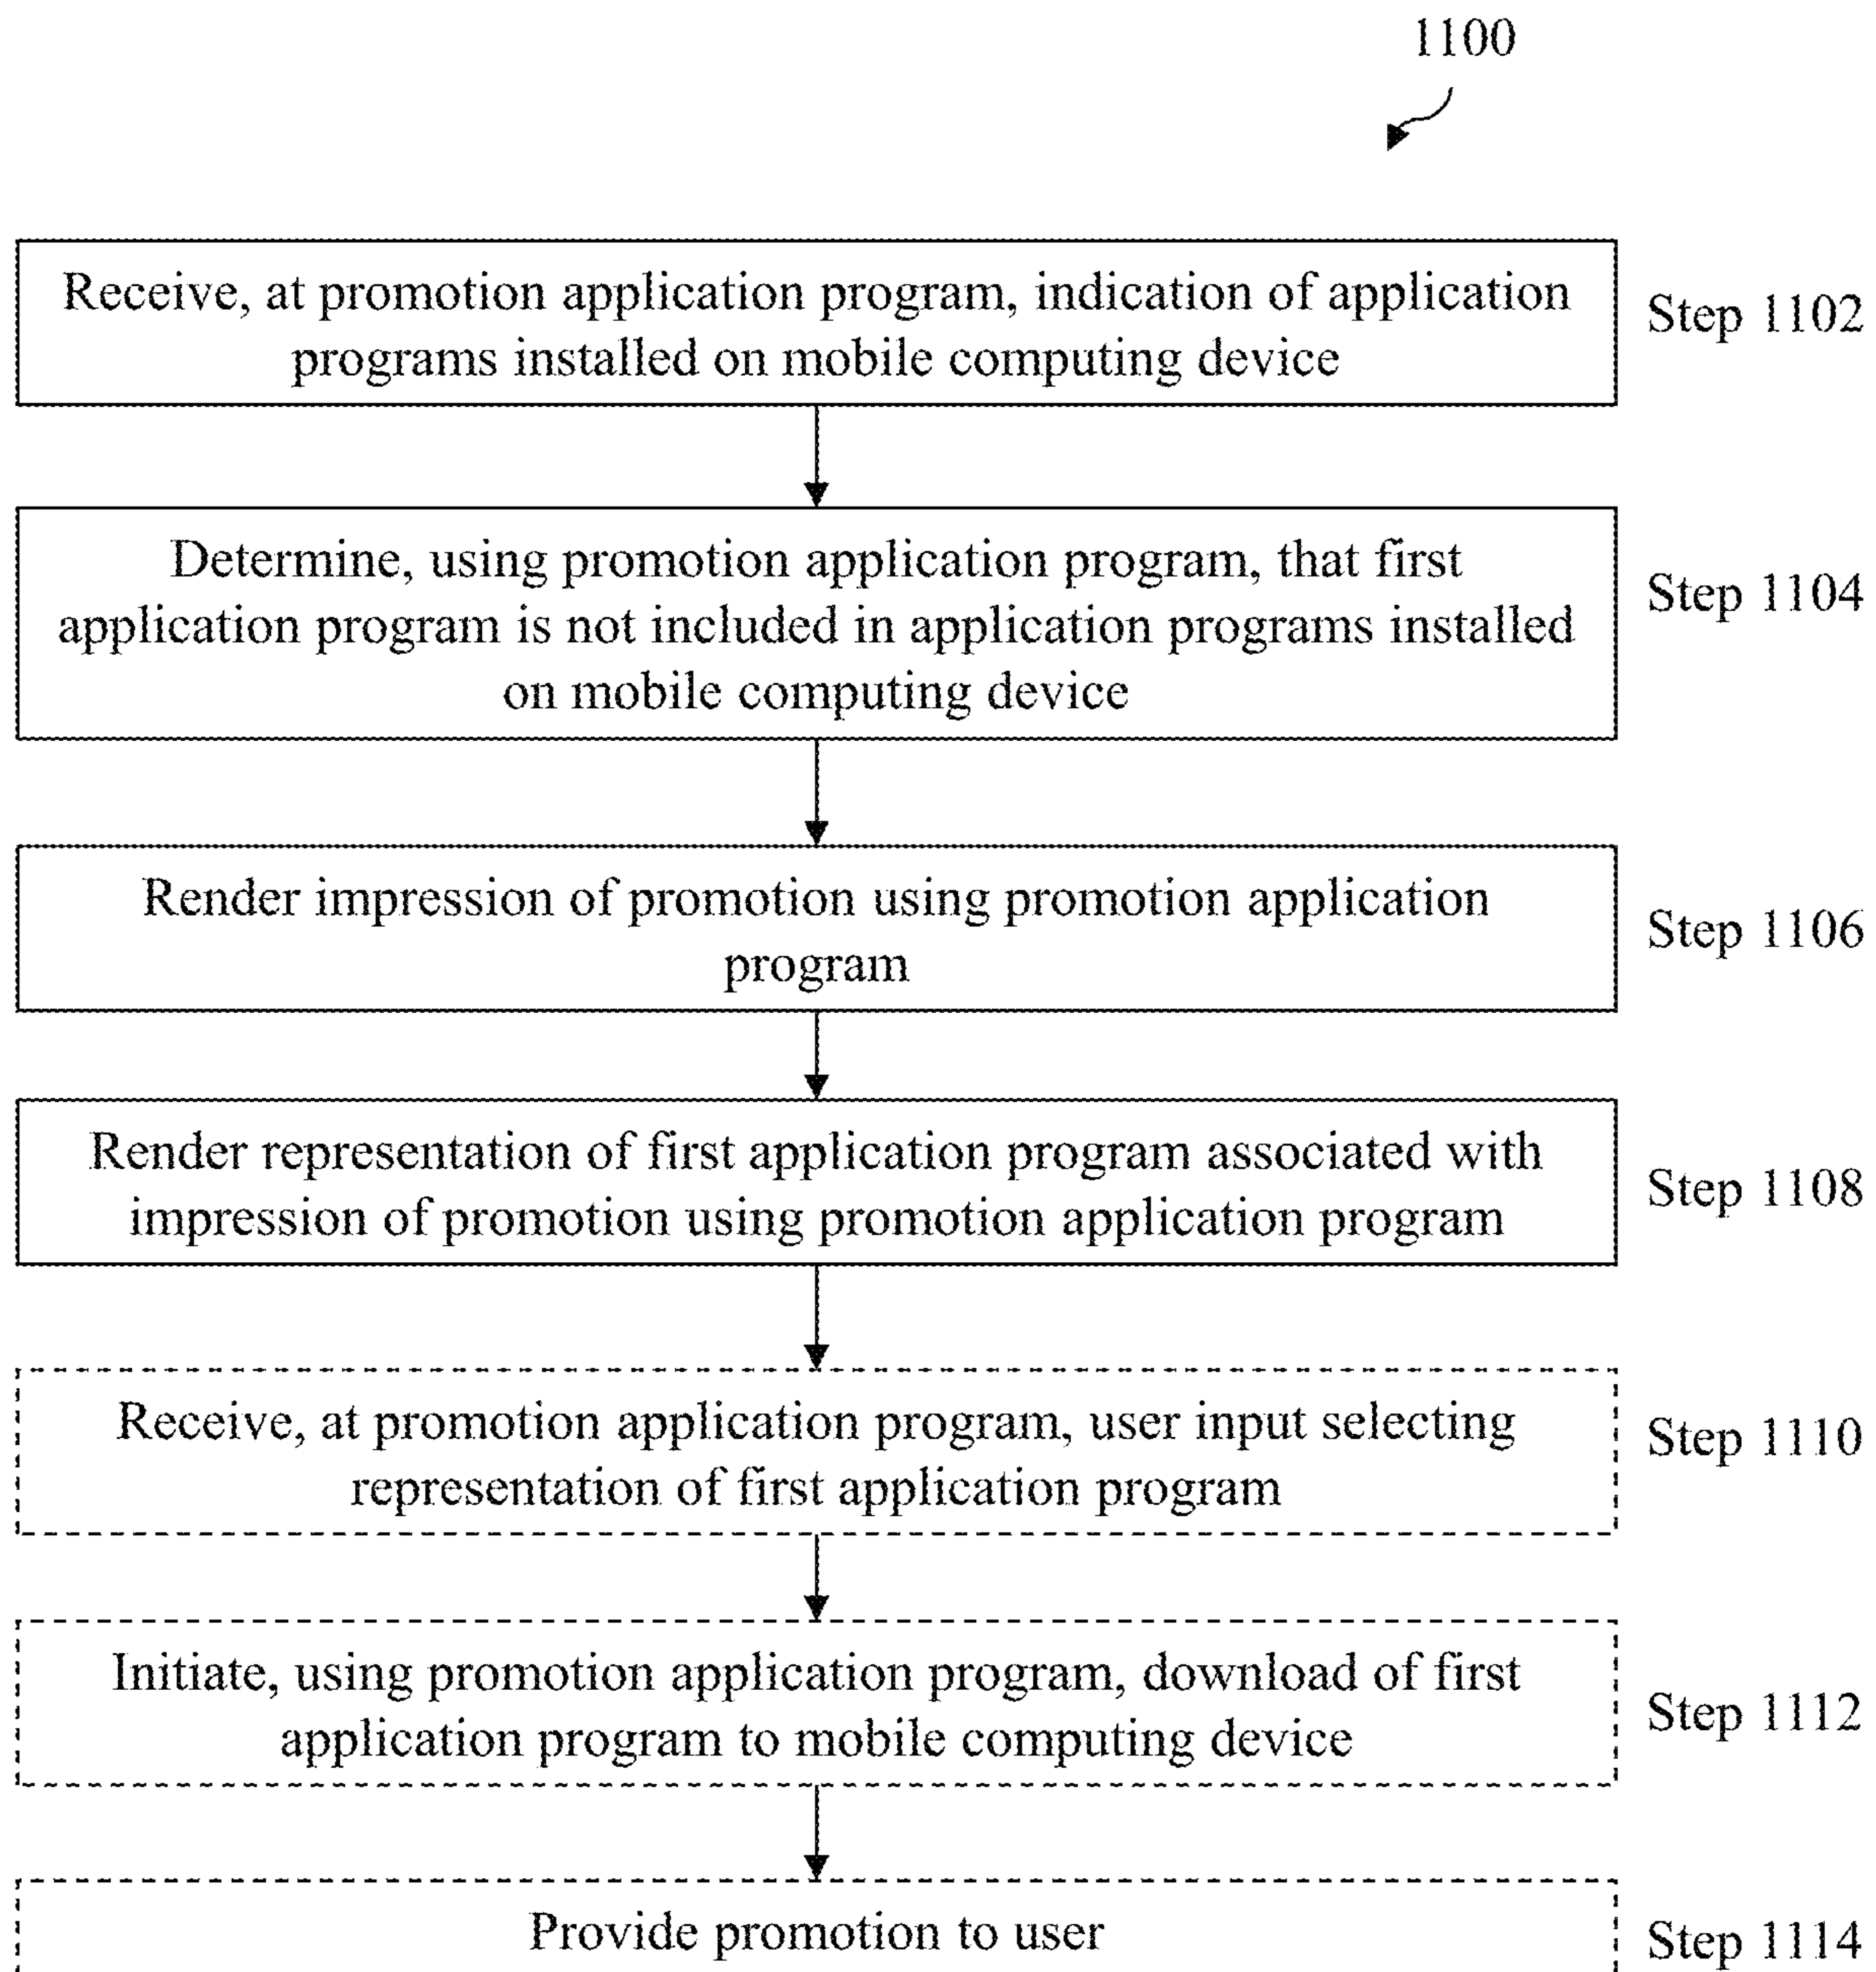 1100
Receive, at promotion application program, indication of application
programs installed on mobile computing device
Step 1102
Determine, using promotion application program, that first
application program is not included in application programs installed
on mobile computing device
Step 1104
Render impression of promotion using promotion application
program
Step 1106
Render representation of first application program associated with
impression of promotion using promotion application program
Step 1108
Receive, at promotion application program, user input selecting
representation of first application program
Step 1110
Initiate, using promotion application program, download of first
application program to mobile computing device
Step 1112
Provide promotion to user
Step 1114